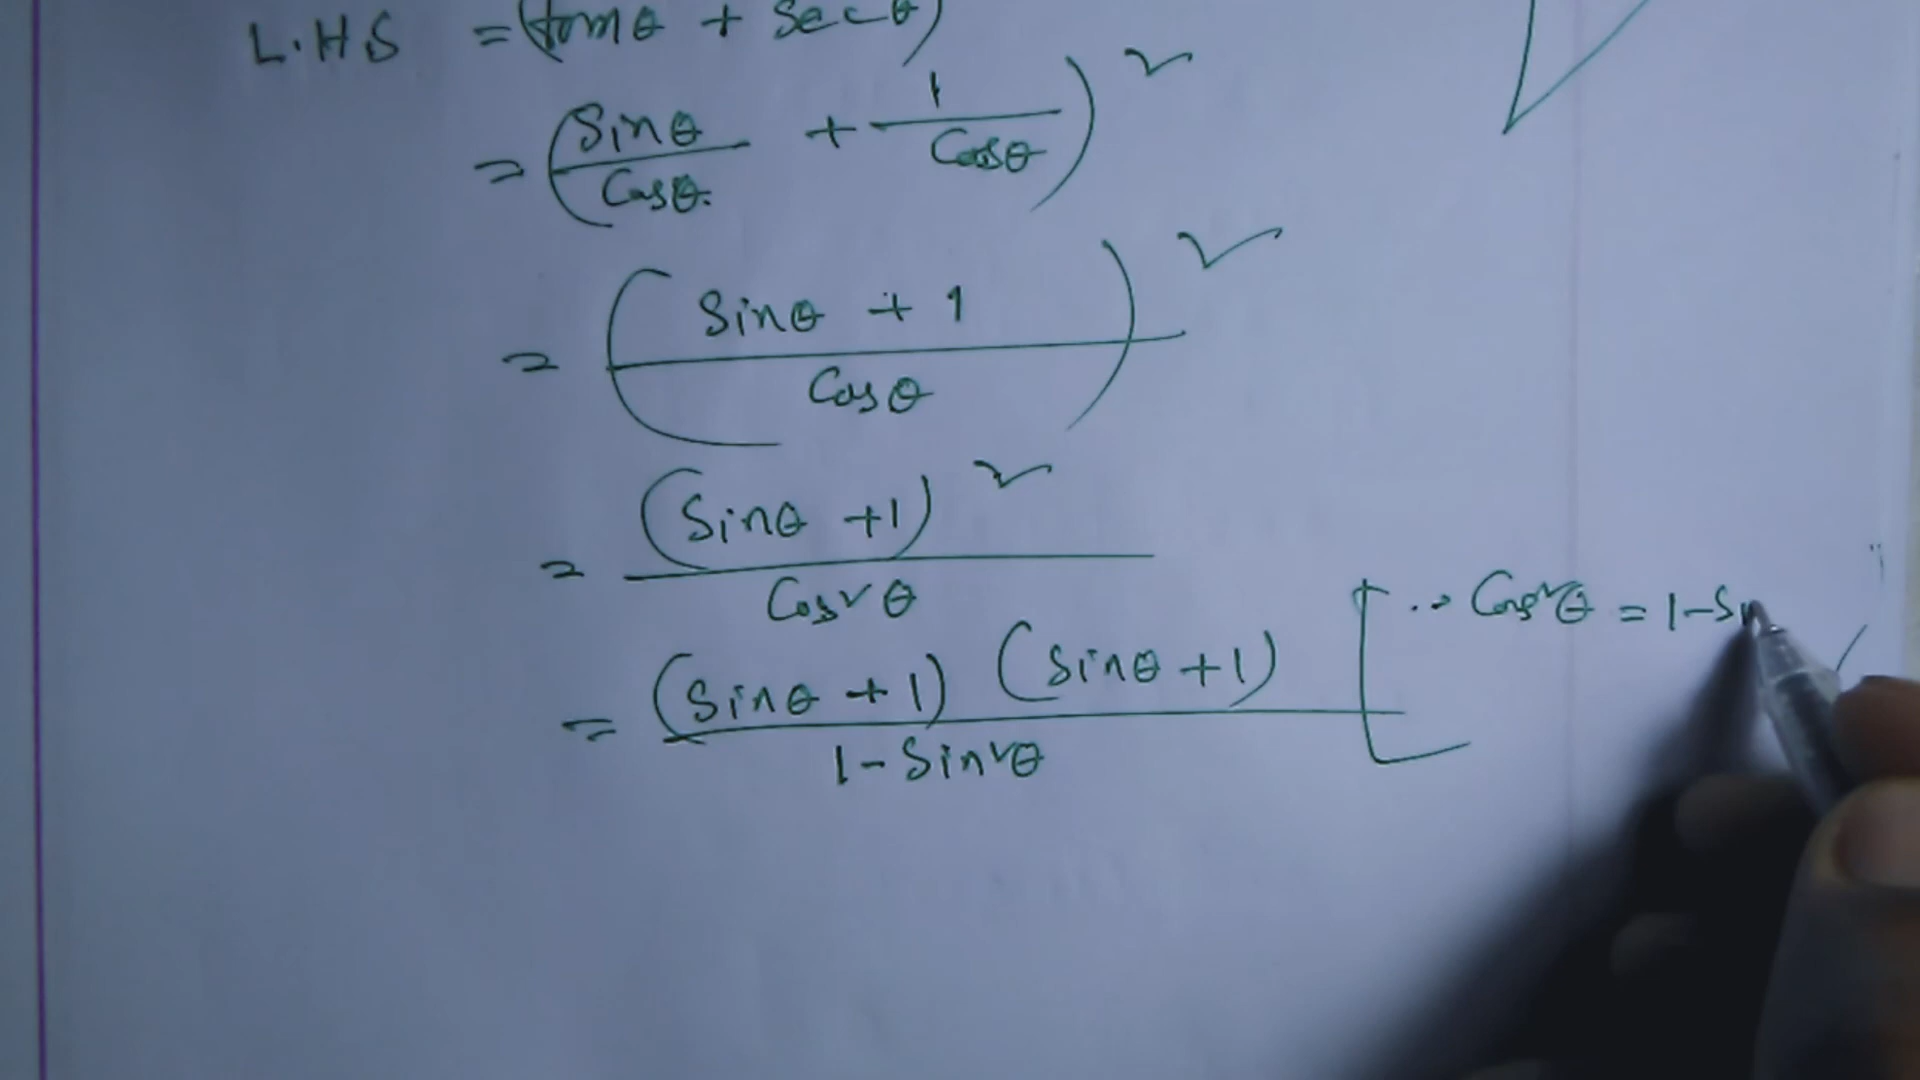 L.H.S = (tanθ + Secθ)
= (Sinθ/Cosθ. + 1/Cosθ)²
= (Sinθ + 1/Cosθ)²
= (Sinθ +1)²/Cos²θ
= (Sinθ + 1) (Sinθ +1)/1 - Sin²θ [∵ Cos²θ = 1-Si